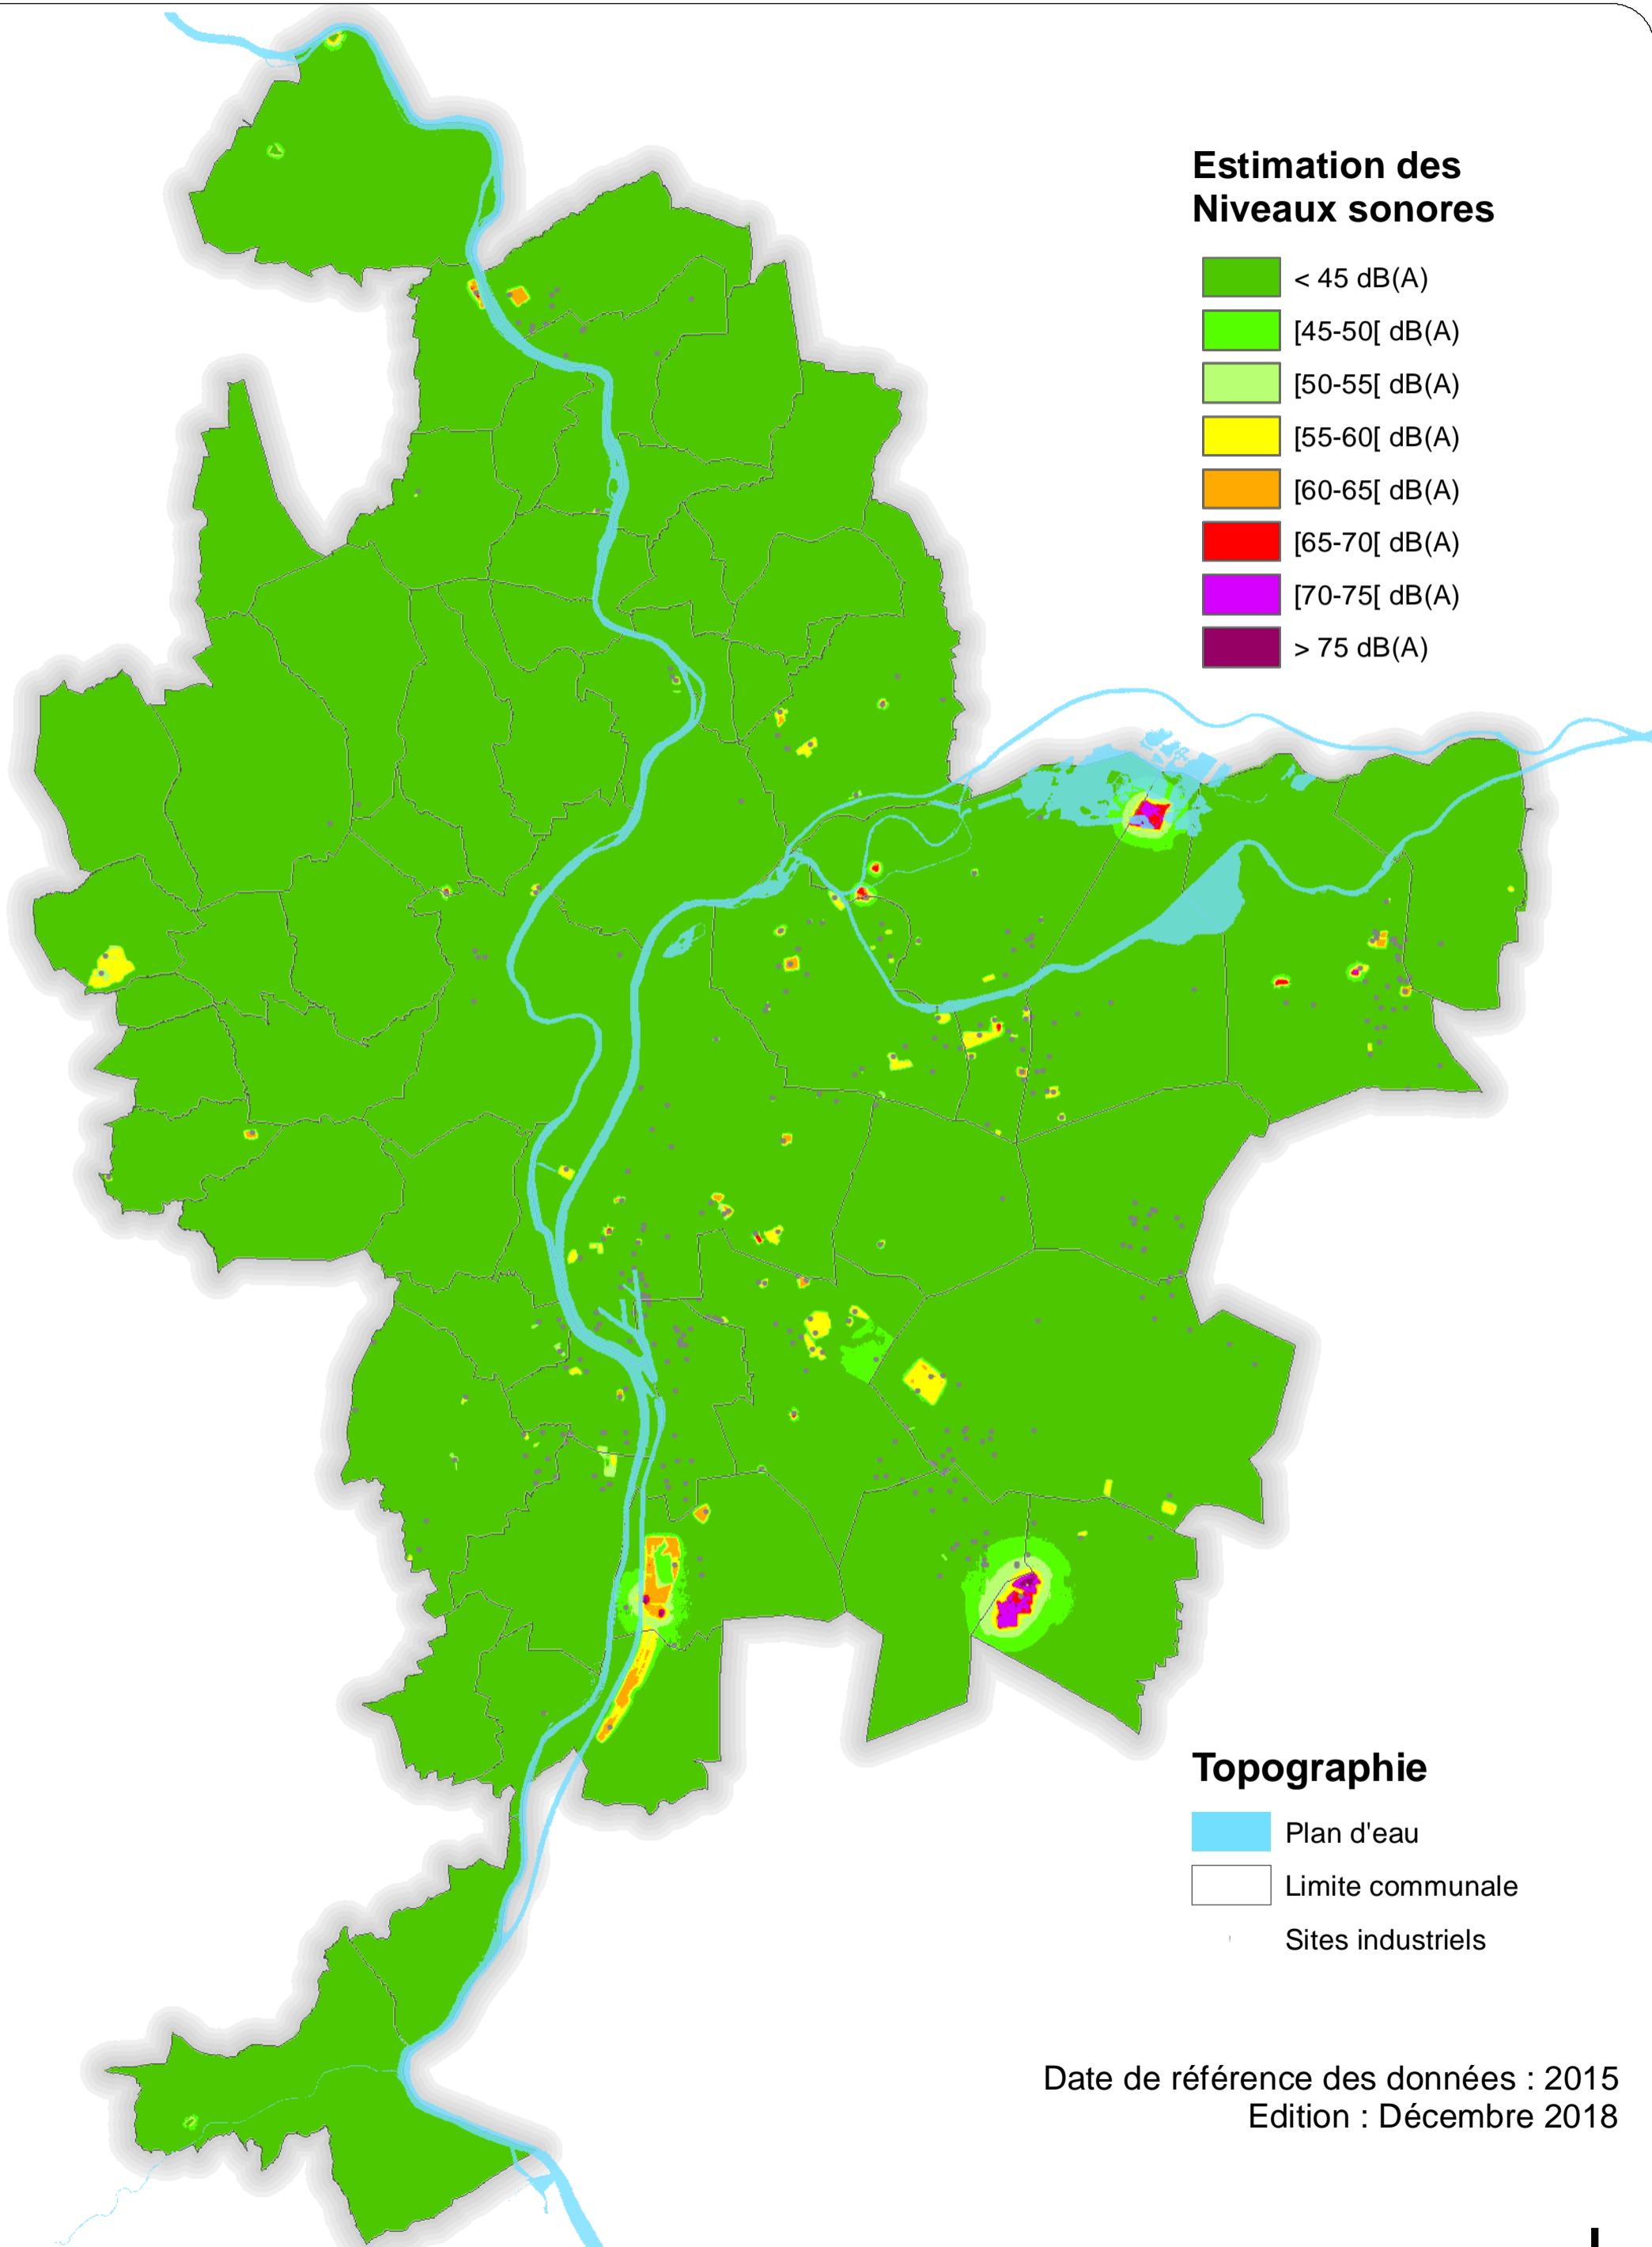 Estimation des
Niveaux sonores
< 45 dB(A)
[45-50[ dB(A)
[50-55[ dB(A)
[55-60[ dB(A)
[60-65[ dB(A)
[65-70[ dB(A)
[70-75[ dB(A)
> 75 dB(A)
Topographie
Plan d'eau
Limite communale
Sites industriels
Date de référence des données : 2015
Edition : Décembre 2018